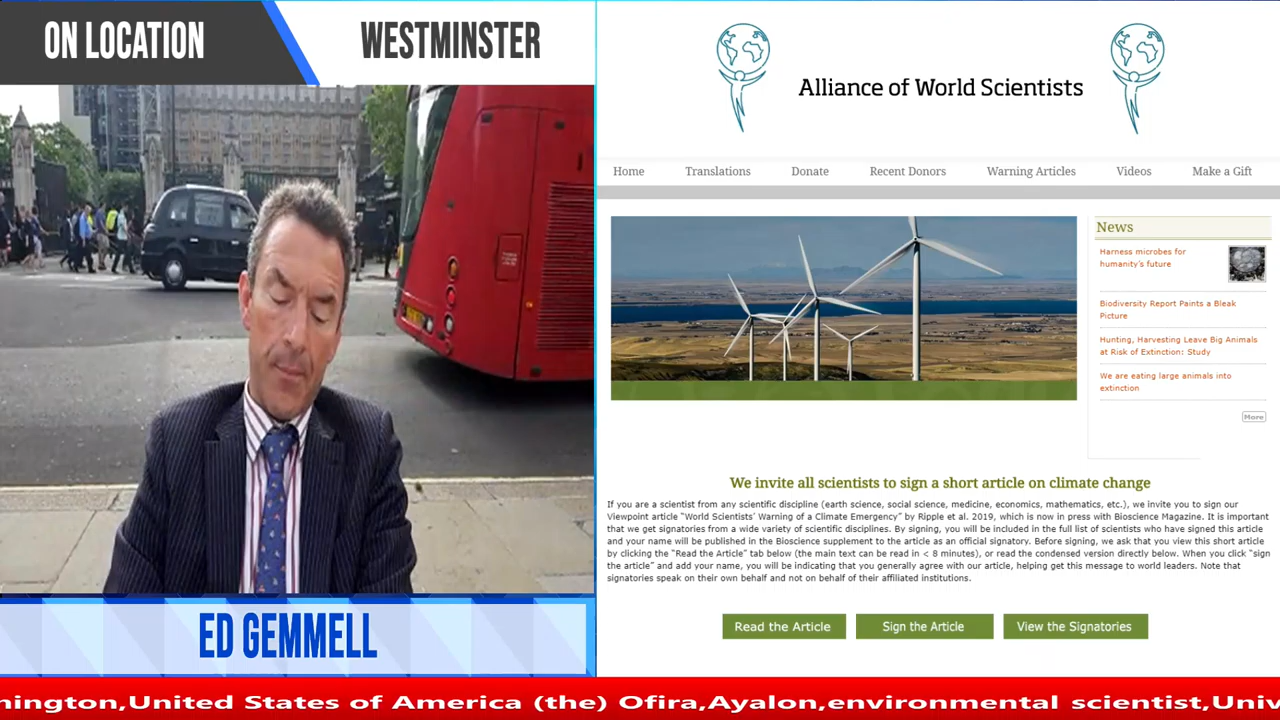 ON LOCATION
WESTMINSTER
Alliance of World Scientists
Home Translations Donate Recent Donors Warning Articles Videos Make a Gift
News
Harness microbes for
humanity's future
Biodiversity Report Paints a Bleak
Picture
Hunting, Harvesting Leave Big Animals
at Risk of Extinction: Study
We are eating large animals into
extinction
More
We invite all scientists to sign a short article on climate change
If you are a scientist from any scientific discipline (earth science, social science, medicine, economics, mathematics, etc.), we invite you to sign our
Viewpoint article "World Scientists' Warning of a Climate Emergency" by Ripple et al. 2019, which is now in press with Bioscience Magazine. It is important
that we get signatories from a wide variety of scientific disciplines. By signing, you will be included in the full list of scientists who have signed this article
and your name will be published in the Bioscience supplement to the article as an official signatory. Before signing, we ask that you view this short article
by clicking the "Read the Article" tab below (the main text can be read in < 8 minutes), or read the condensed version directly below. When you click "sign
the article" and add your name, you will be indicating that you generally agree with our article, helping get this message to world leaders. Note that
signatories speak on their own behalf and not on behalf of their affiliated institutions.
Read the Article Sign the Article View the Signatories
ED GEMMELL
nington,United States of America (the) Ofira,Ayalon,environmental scientist,Univ